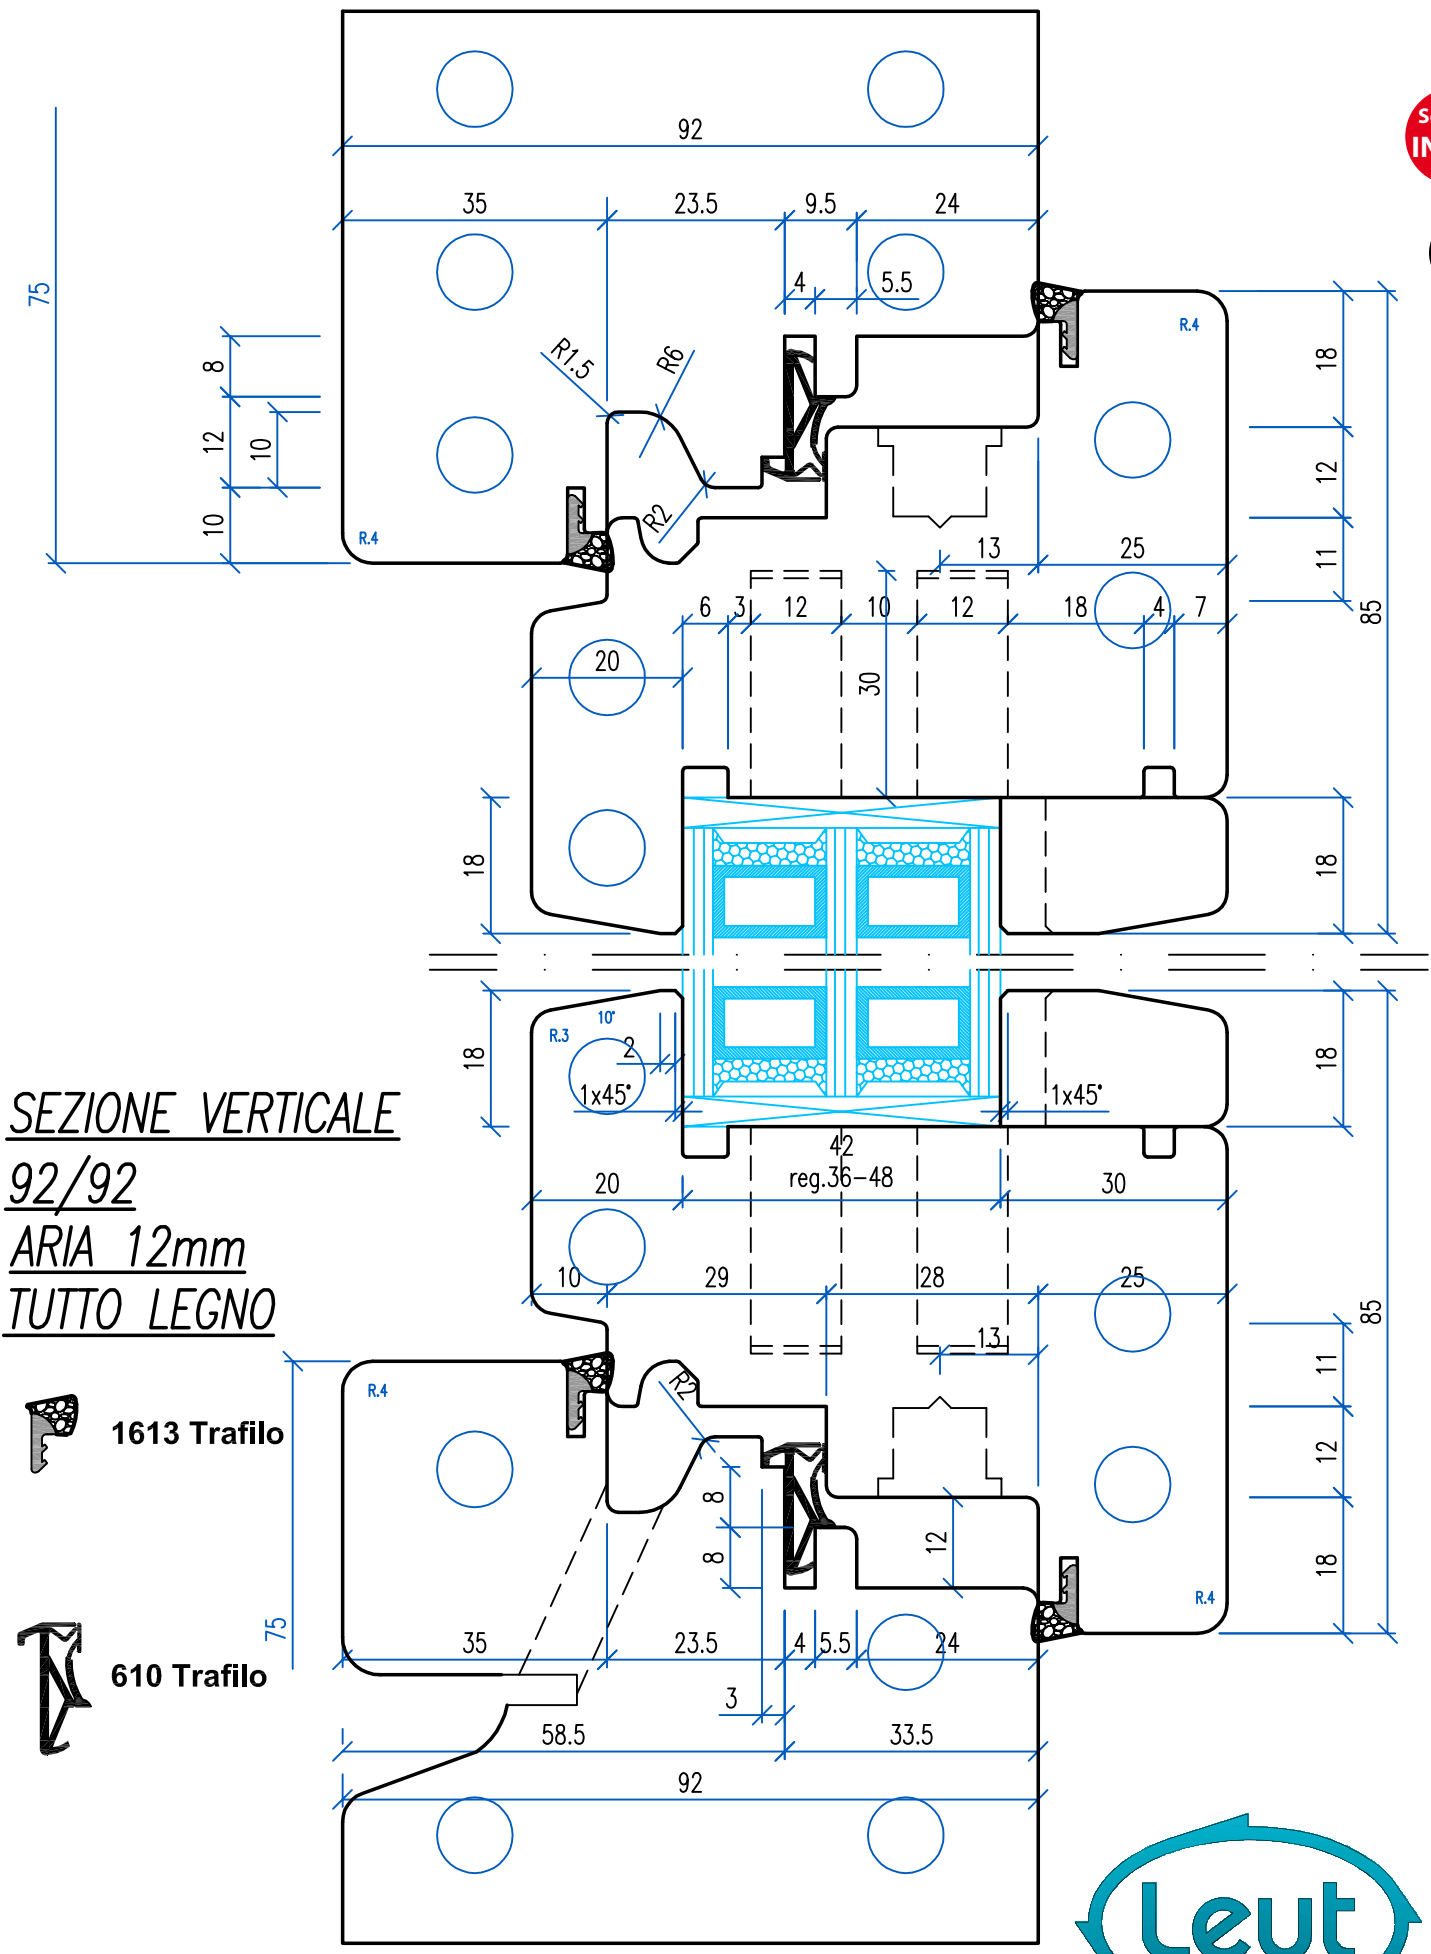 92
35 23.5 9.5 24
4 5.5
75
8
12
10
10
R1.5
R6
R2
R.4
R.4
18
12
11
85
13 25
6 3 12 10 12 18 4 7
20
30
18
18
18
18
R.3
10°
2
1x45°
1x45°
42
reg.36-48
20
30
10 29 28 25
13
85
11
12
18
SEZIONE VERTICALE
92/92
ARIA 12mm
TUTTO LEGNO
R.4
R2
1613 Trafilo
8
8
12
R.4
75
610 Trafilo
35 23.5 4 5.5 24
3
58.5 33.5
92
Leut